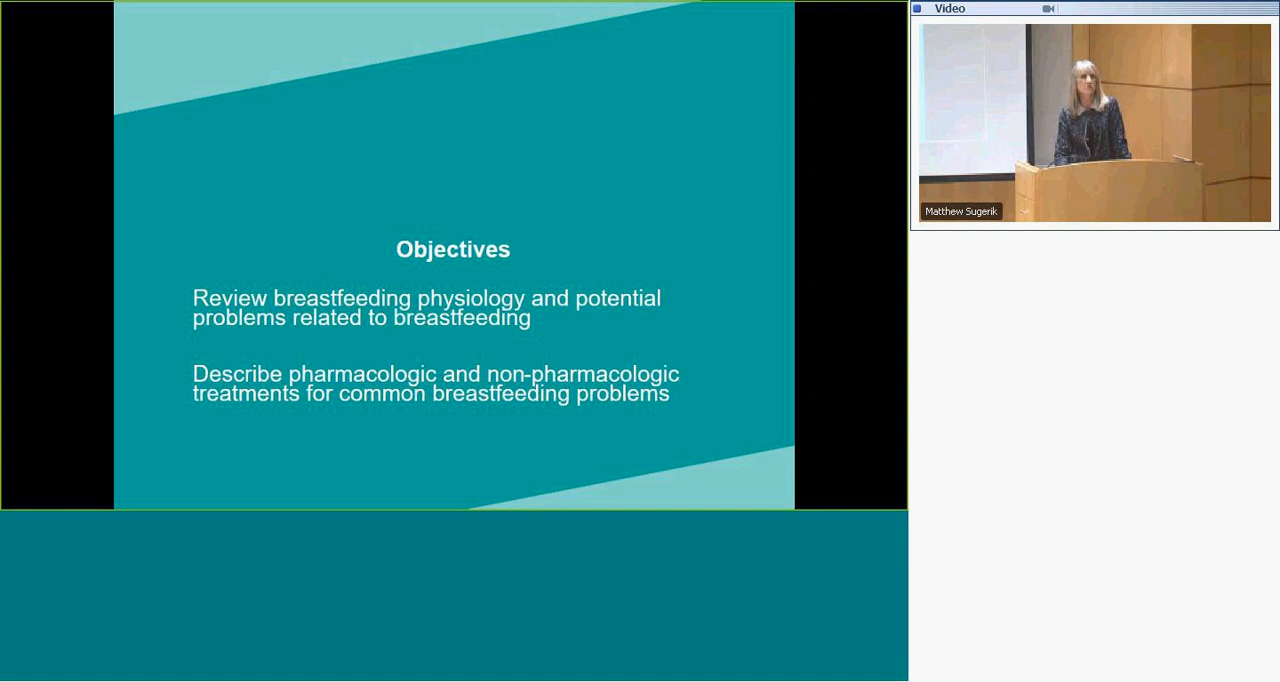 Objectives
Review breastfeeding physiology and potential
problems related to breastfeeding
Describe pharmacologic and non-pharmacologic
treatments for common breastfeeding problems
Video
Matthew Sugerik